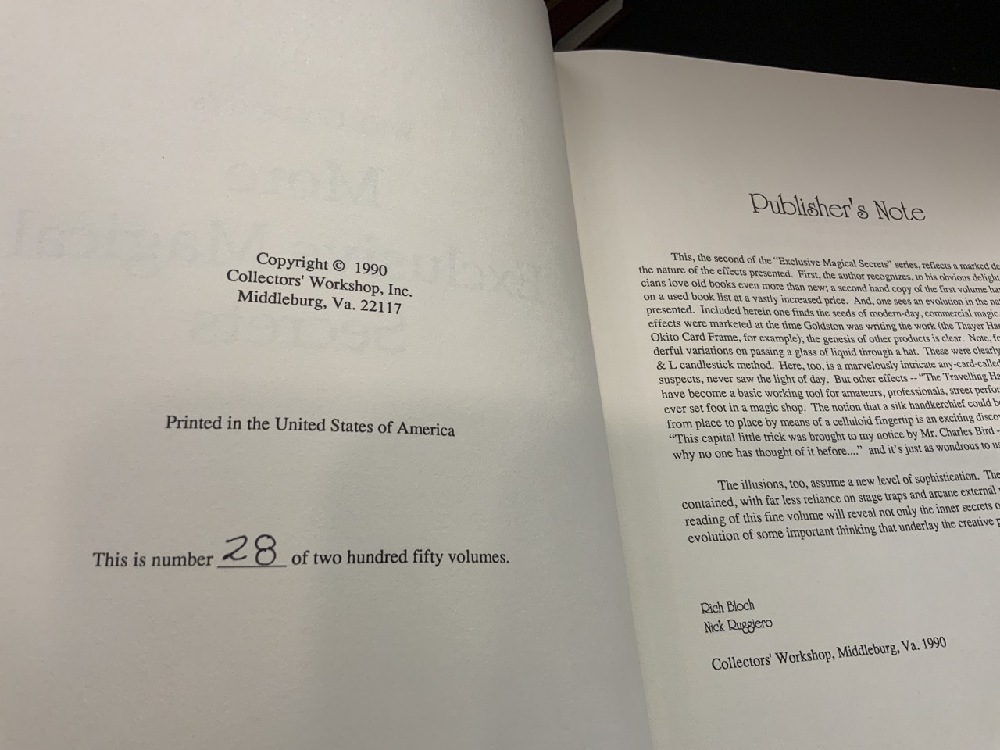 Copyright © 1990
Collectors' Workshop, Inc.
Middleburg, Va. 22117
Printed in the United States of America
This is number 28 of two hundred fifty volumes.
Publisher's Note
This, the second of the "Exclusive Magical Secrets" series, reflects a marked
the nature of the effects presented. First, the author recognizes, in his obvious delight
cians love old books even more than new; a second hand copy of the first volume
on a used book list at a vastly increased price. And, one sees an evolution in the
presented. Included herein one finds the seeds of modern-day, commercial magic.
effects were marketed at the time Goldston was writing the work (the Thayer
Okito Card Frame, for example), the genesis of other products is clear. Note,
derful variations on passing a glass of liquid through a hat. These were clearly
& L candlestick method. Here, too, is a marvelously intricate any-card-called
suspects, never saw the light of day. But other effects -- "The Travelling
have become a basic working tool for amateurs, professionals, street
ever set foot in a magic shop. The notion that a silk handkerchief could
from place to place by means of a celluloid fingertip is an exciting
"This capital little trick was brought to my notice by Mr. Charles Bird -
why no one has thought of it before...." and it's just as wondrous to
The illusions, too, assume a new level of sophistication.
contained, with far less reliance on stage traps and arcane external
reading of this fine volume will reveal not only the inner secrets
evolution of some important thinking that underlay the creative
Rich Bloch
Nick Ruggiero
Collectors' Workshop, Middleburg, Va. 1990